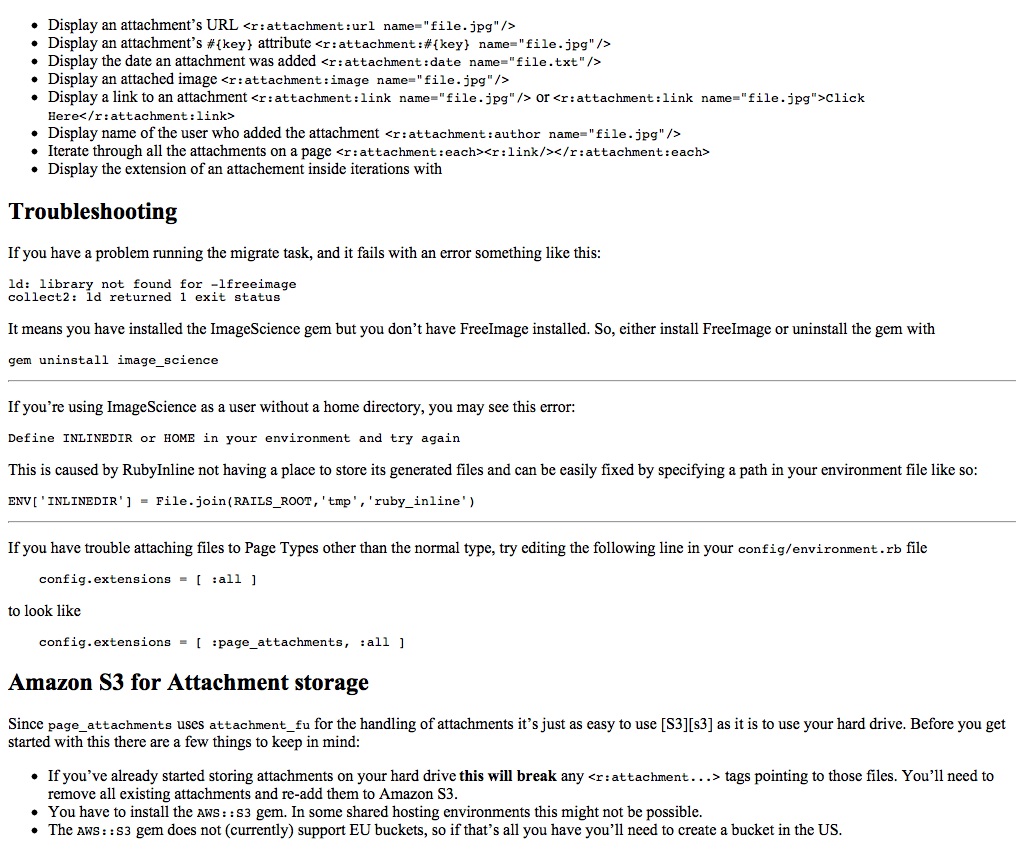 • Display an attachment’s URL <r:attachment:url name="file.jpg"/>
• Display an attachment’s #{key} attribute <r:attachment:#{key} name="file.jpg"/>
• Display the date an attachment was added <r:attachment:date name="file.txt"/>
• Display an attached image <r:attachment:image name="file.jpg"/>
• Display a link to an attachment <r:attachment:link name="file.jpg"/> or <r:attachment:link name="file.jpg">Click
Here</r:attachment:link>
• Display name of the user who added the attachment <r:attachment:author name="file.jpg"/>
• Iterate through all the attachments on a page <r:attachment:each><r:link/></r:attachment:each>
• Display the extension of an attachement inside iterations with
Troubleshooting
If you have a problem running the migrate task, and it fails with an error something like this:
ld: library not found for -lfreeimage
collect2: ld returned 1 exit status
It means you have installed the ImageScience gem but you don’t have FreeImage installed. So, either install FreeImage or uninstall the gem with
gem uninstall image_science
If you’re using ImageScience as a user without a home directory, you may see this error:
Define INLINEDIR or HOME in your environment and try again
This is caused by RubyInline not having a place to store its generated files and can be easily fixed by specifying a path in your environment file like so:
ENV['INLINEDIR'] = File.join(RAILS_ROOT,'tmp','ruby_inline')
If you have trouble attaching files to Page Types other than the normal type, try editing the following line in your config/environment.rb file
config.extensions = [ :all ]
to look like
config.extensions = [ :page_attachments, :all ]
Amazon S3 for Attachment storage
Since page_attachments uses attachment_fu for the handling of attachments it’s just as easy to use [S3][s3] as it is to use your hard drive. Before you get
started with this there are a few things to keep in mind:
• If you’ve already started storing attachments on your hard drive this will break any <r:attachment...> tags pointing to those files. You’ll need to
remove all existing attachments and re-add them to Amazon S3.
• You have to install the AWS::S3 gem. In some shared hosting environments this might not be possible.
• The AWS::S3 gem does not (currently) support EU buckets, so if that’s all you have you’ll need to create a bucket in the US.